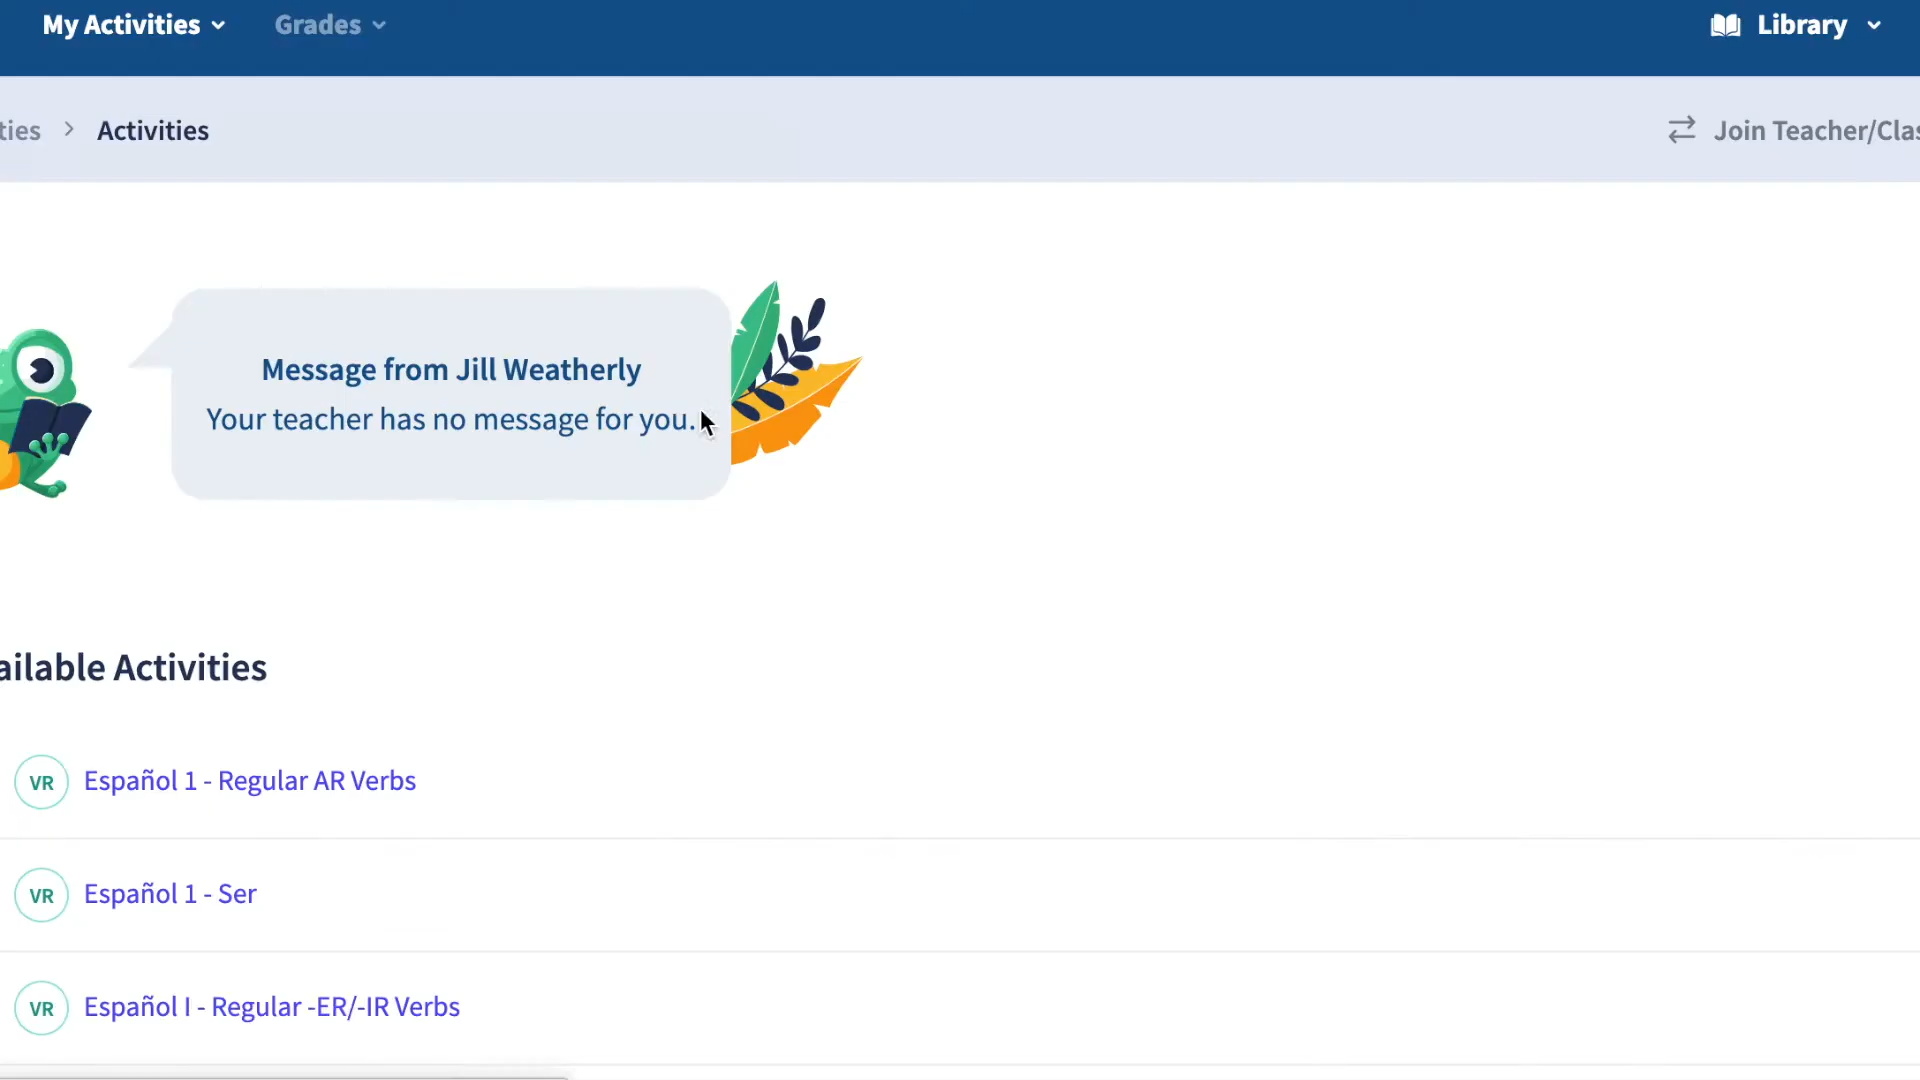 My Activities
Grades
Library
ties > Activities
Join Teacher/Clas
Message from Jill Weatherly
Your teacher has no message for you.
ailable Activities
VR Español 1 - Regular AR Verbs
VR Español 1 - Ser
VR Español I - Regular -ER/-IR Verbs